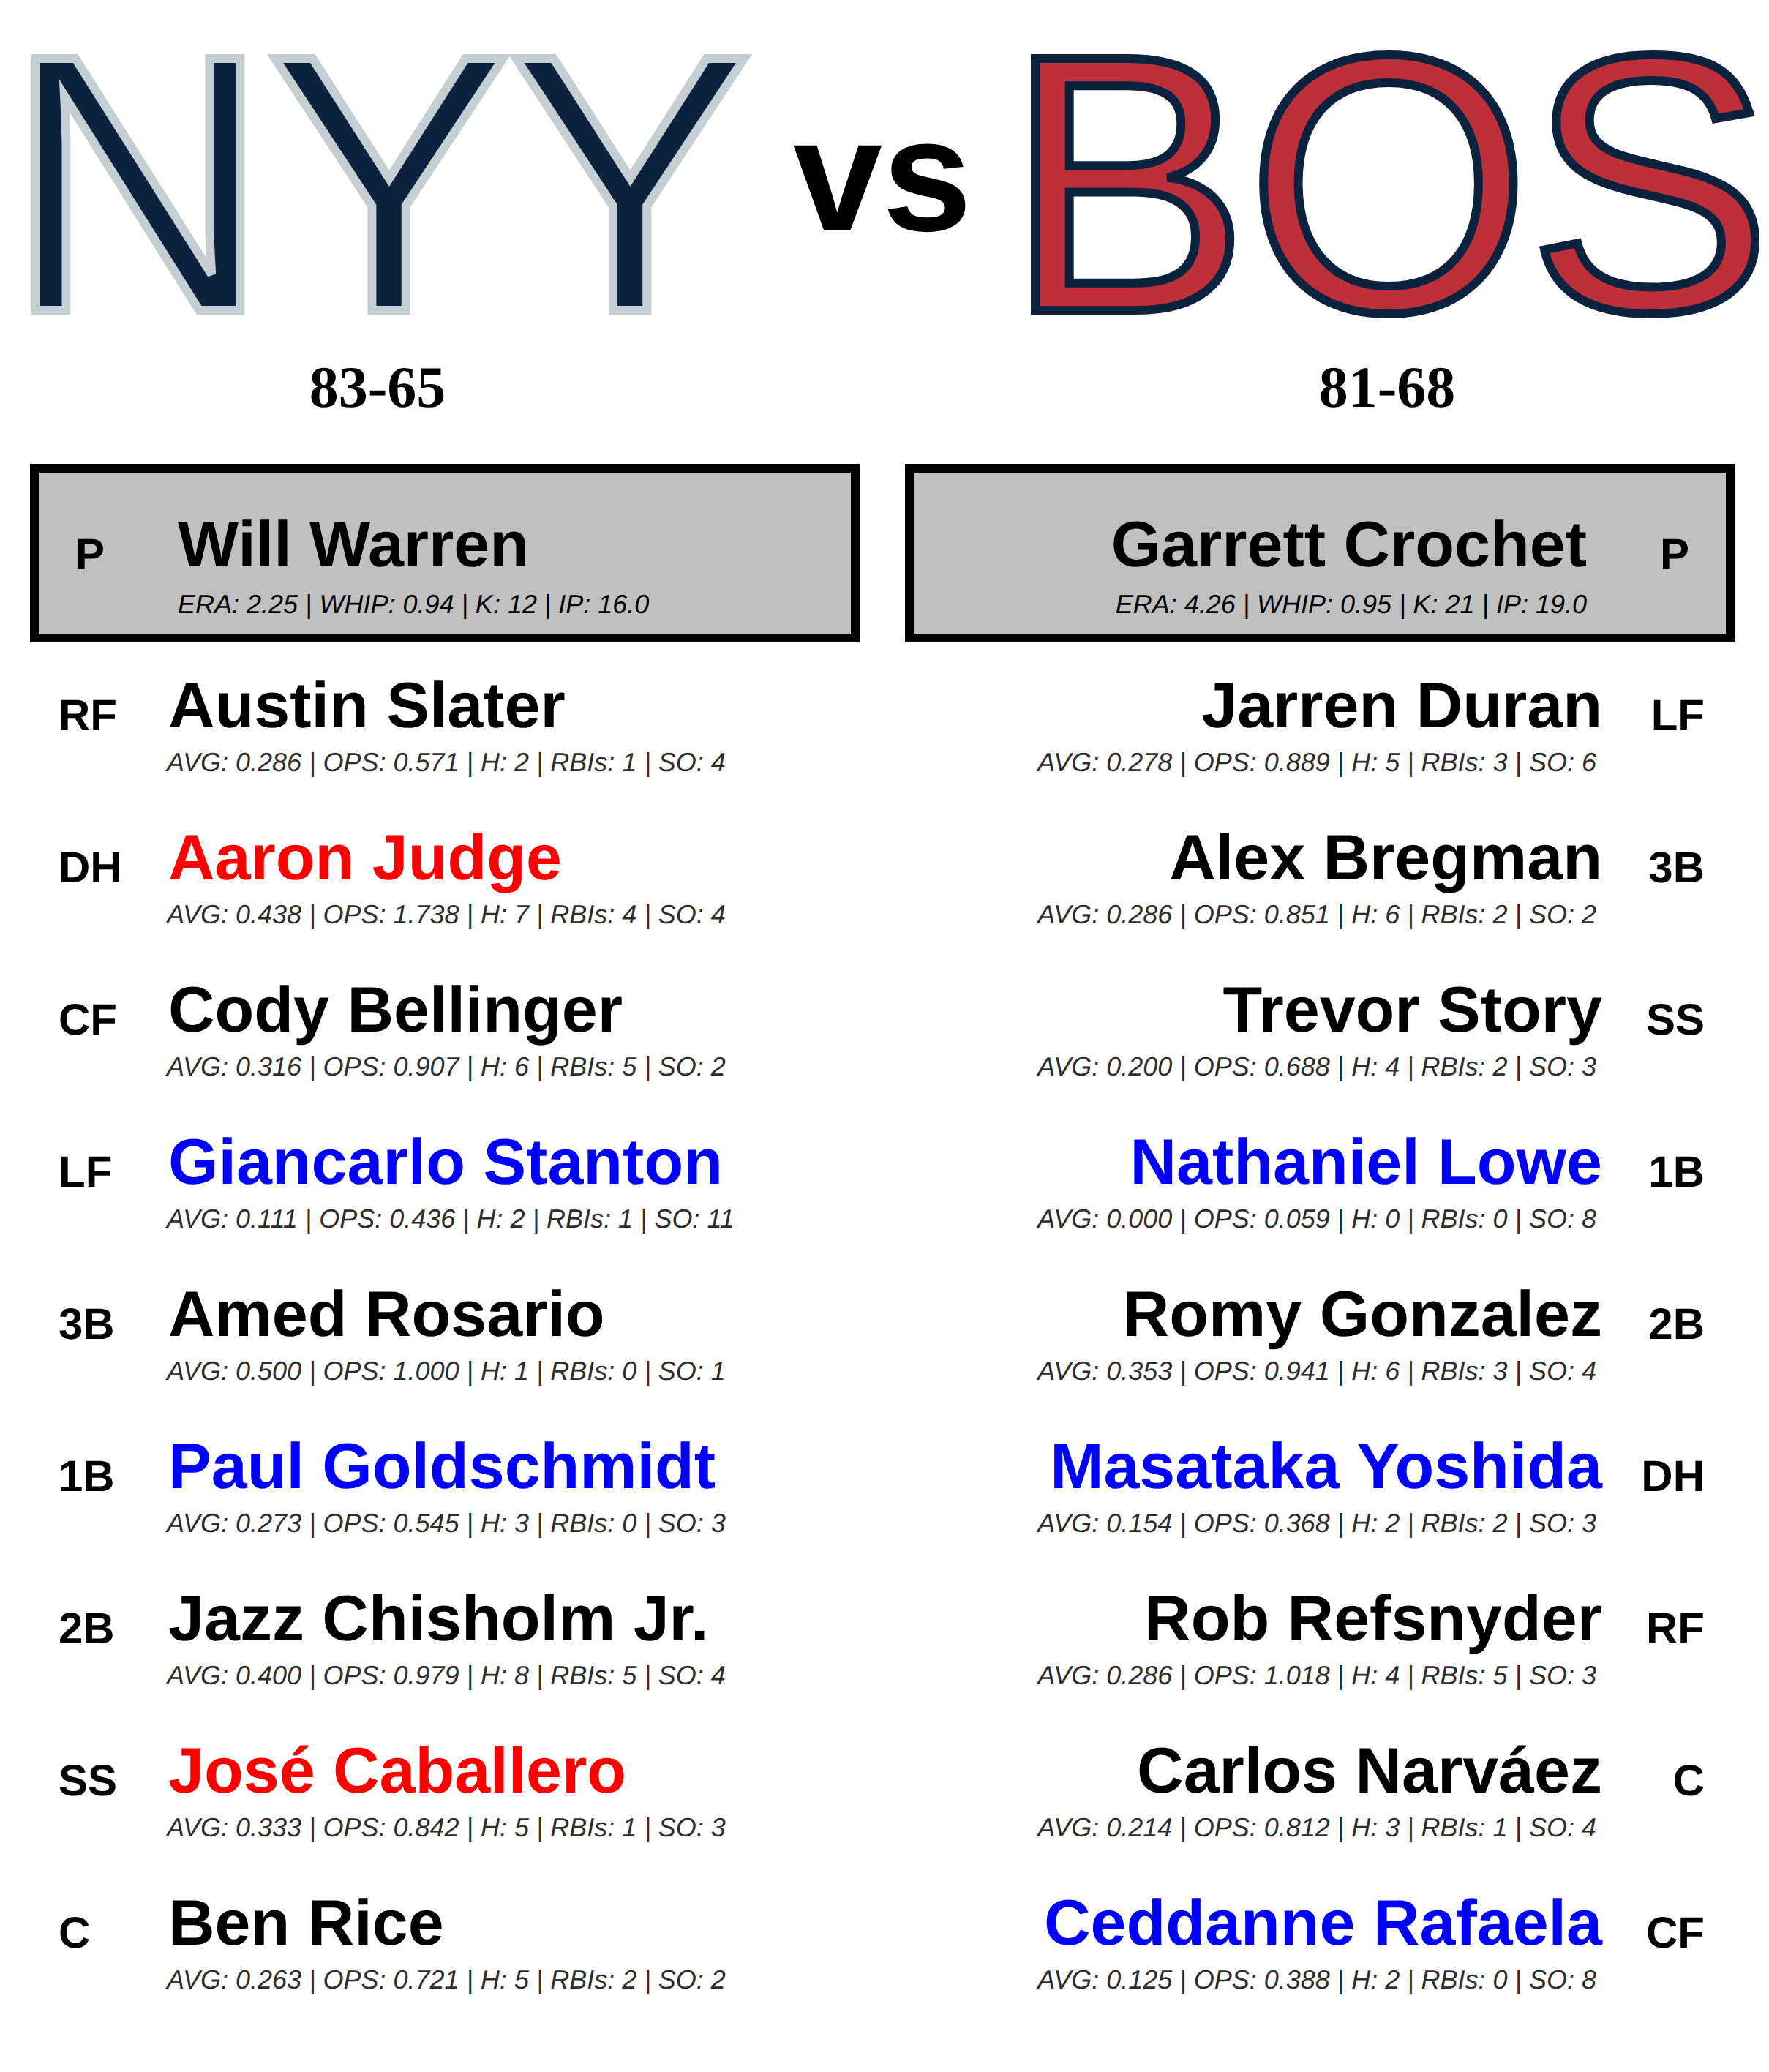 NYY vs BOS
83-65 81-68
P Will Warren
ERA: 2.25 | WHIP: 0.94 | K: 12 | IP: 16.0
Garrett Crochet P
ERA: 4.26 | WHIP: 0.95 | K: 21 | IP: 19.0
RF Austin Slater
AVG: 0.286 | OPS: 0.571 | H: 2 | RBIs: 1 | SO: 4
DH Aaron Judge
AVG: 0.438 | OPS: 1.738 | H: 7 | RBIs: 4 | SO: 4
CF Cody Bellinger
AVG: 0.316 | OPS: 0.907 | H: 6 | RBIs: 5 | SO: 2
LF Giancarlo Stanton
AVG: 0.111 | OPS: 0.436 | H: 2 | RBIs: 1 | SO: 11
3B Amed Rosario
AVG: 0.500 | OPS: 1.000 | H: 1 | RBIs: 0 | SO: 1
1B Paul Goldschmidt
AVG: 0.273 | OPS: 0.545 | H: 3 | RBIs: 0 | SO: 3
2B Jazz Chisholm Jr.
AVG: 0.400 | OPS: 0.979 | H: 8 | RBIs: 5 | SO: 4
SS José Caballero
AVG: 0.333 | OPS: 0.842 | H: 5 | RBIs: 1 | SO: 3
C Ben Rice
AVG: 0.263 | OPS: 0.721 | H: 5 | RBIs: 2 | SO: 2
Jarren Duran LF
AVG: 0.278 | OPS: 0.889 | H: 5 | RBIs: 3 | SO: 6
Alex Bregman 3B
AVG: 0.286 | OPS: 0.851 | H: 6 | RBIs: 2 | SO: 2
Trevor Story SS
AVG: 0.200 | OPS: 0.688 | H: 4 | RBIs: 2 | SO: 3
Nathaniel Lowe 1B
AVG: 0.000 | OPS: 0.059 | H: 0 | RBIs: 0 | SO: 8
Romy Gonzalez 2B
AVG: 0.353 | OPS: 0.941 | H: 6 | RBIs: 3 | SO: 4
Masataka Yoshida DH
AVG: 0.154 | OPS: 0.368 | H: 2 | RBIs: 2 | SO: 3
Rob Refsnyder RF
AVG: 0.286 | OPS: 1.018 | H: 4 | RBIs: 5 | SO: 3
Carlos Narváez C
AVG: 0.214 | OPS: 0.812 | H: 3 | RBIs: 1 | SO: 4
Ceddanne Rafaela CF
AVG: 0.125 | OPS: 0.388 | H: 2 | RBIs: 0 | SO: 8